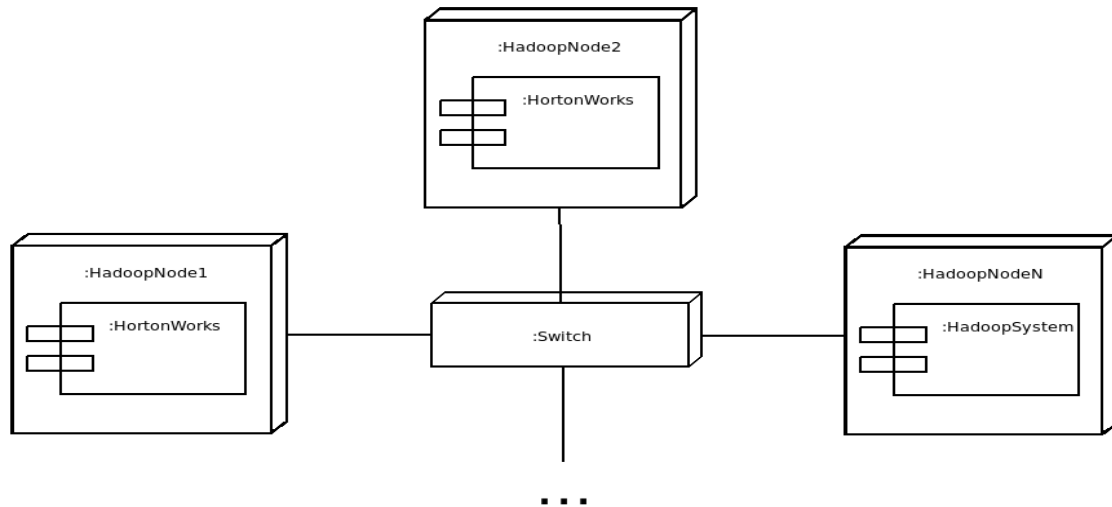 :HadoopNode2
:HortonWorks
:HadoopNode1
:HortonWorks
:Switch
:HadoopNodeN
:HadoopSystem
...